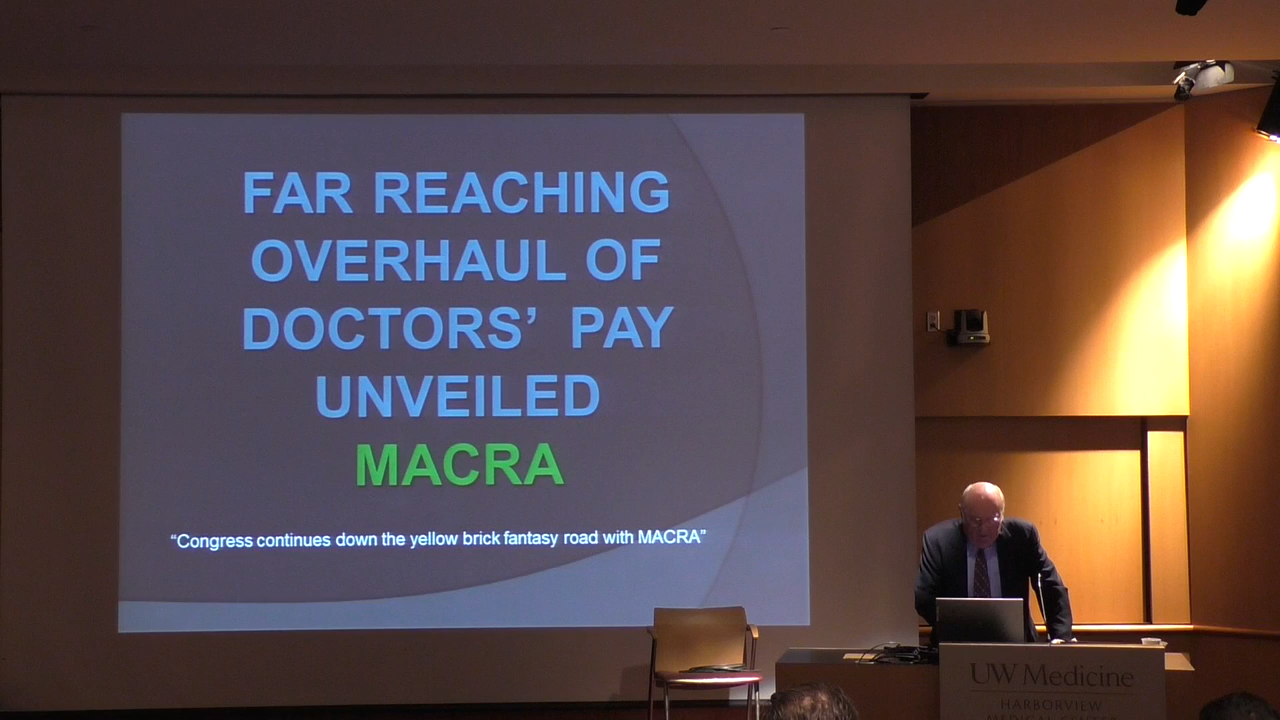 FAR REACHING
OVERHAUL OF
DOCTORS’ PAY
UNVEILED
MACRA
“Congress continues down the yellow brick fantasy road with MACRA”
UW Medicine
HARBORVIEW
MEDICAL